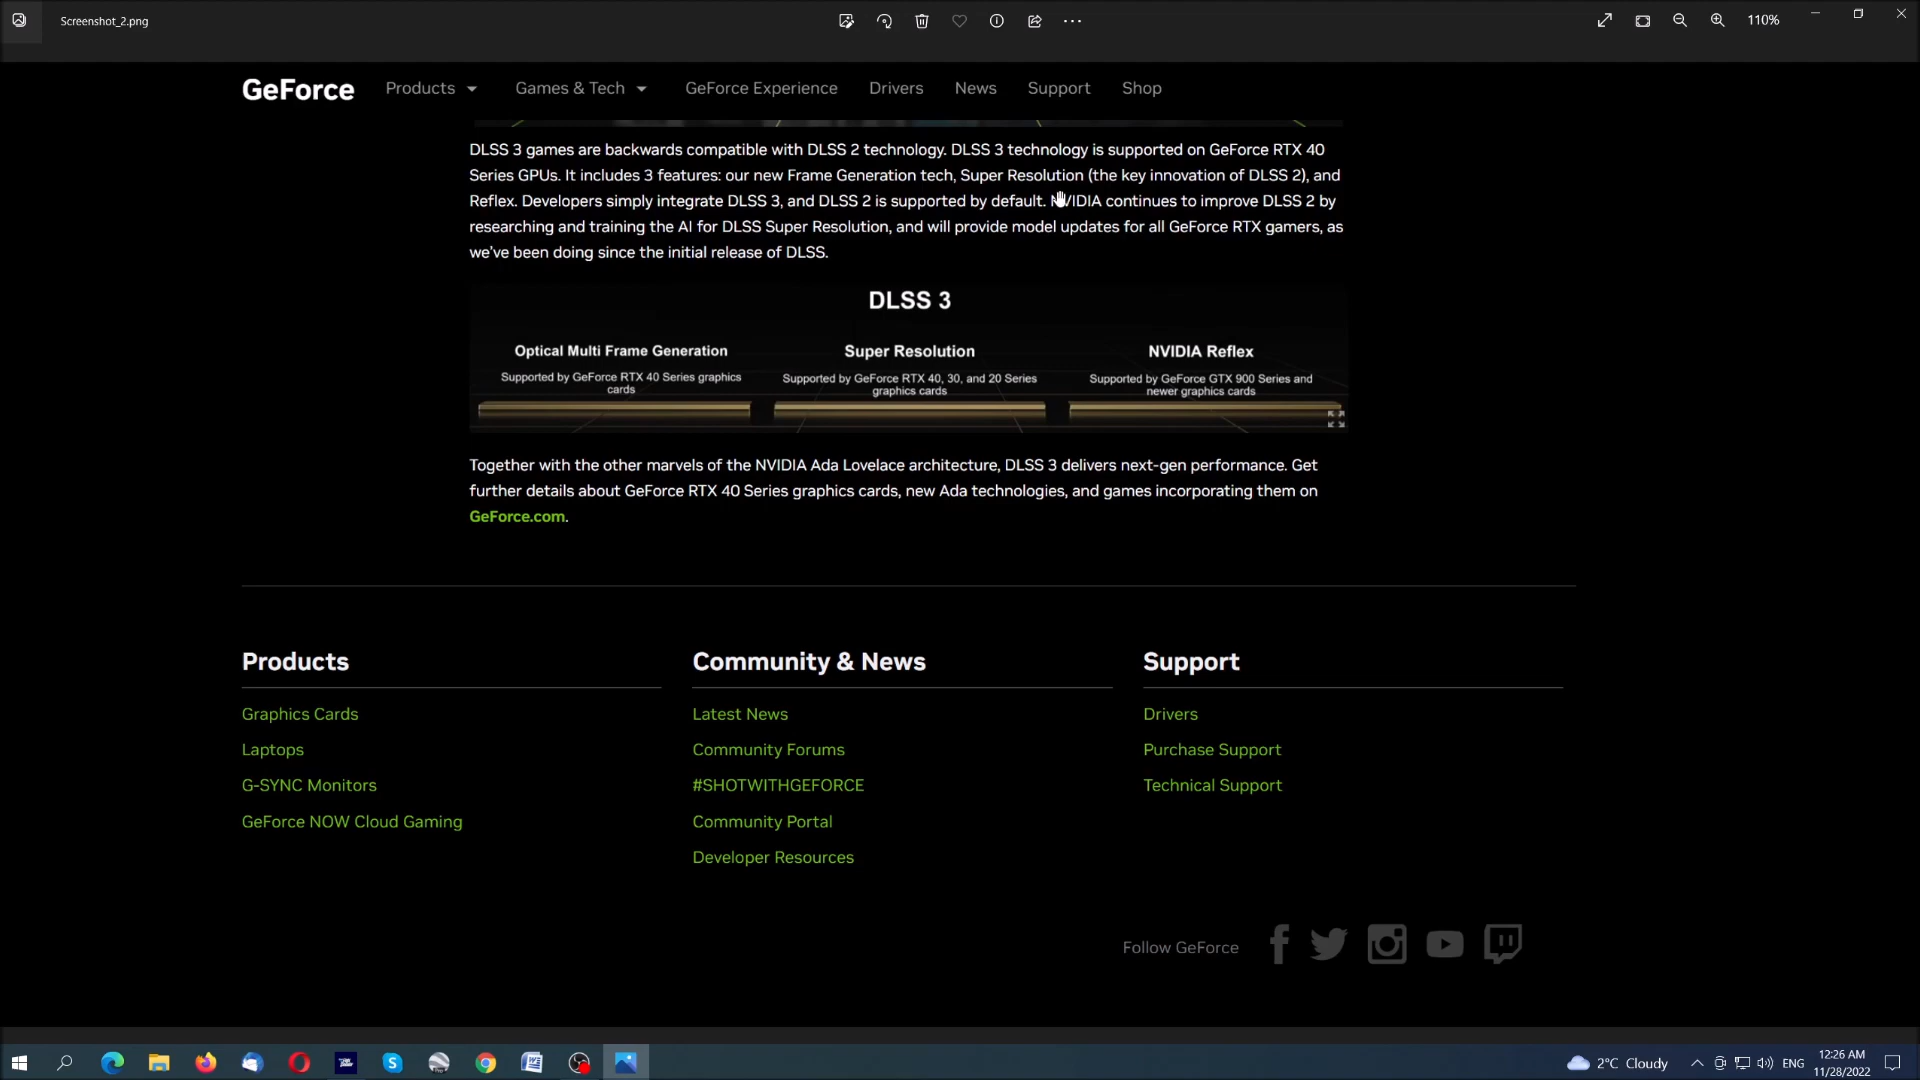 Screenshot_2.png
110%
GeForce
Products
Games & Tech
GeForce Experience
Drivers
News
Support
Shop
DLSS 3 games are backwards compatible with DLSS 2 technology. DLSS 3 technology is supported on GeForce RTX 40
Series GPUs. It includes 3 features: our new Frame Generation tech, Super Resolution (the key innovation of DLSS 2), and
Reflex. Developers simply integrate DLSS 3, and DLSS 2 is supported by default. NVIDIA continues to improve DLSS 2 by
researching and training the AI for DLSS Super Resolution, and will provide model updates for all GeForce RTX gamers, as
we've been doing since the initial release of DLSS.
DLSS 3
Optical Multi Frame Generation
Supported by GeForce RTX 40 Series graphics
cards
Super Resolution
Supported by GeForce RTX 40, 30, and 20 Series
graphics cards
NVIDIA Reflex
Supported by GeForce GTX 900 Series and
newer graphics cards
Together with the other marvels of the NVIDIA Ada Lovelace architecture, DLSS 3 delivers next-gen performance. Get
further details about GeForce RTX 40 Series graphics cards, new Ada technologies, and games incorporating them on
GeForce.com.
Products
Graphics Cards
Laptops
G-SYNC Monitors
GeForce NOW Cloud Gaming
Community & News
Latest News
Community Forums
#SHOTWITHGEFORCE
Community Portal
Developer Resources
Support
Drivers
Purchase Support
Technical Support
Follow GeForce
2°C Cloudy
ENG
12:26 AM
11/28/2022